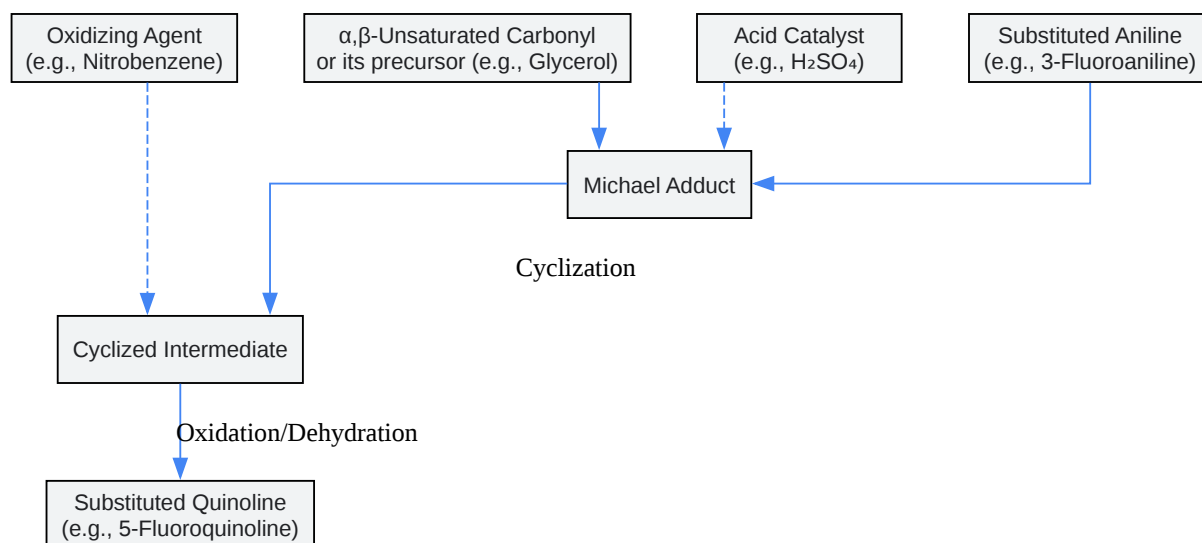 Oxidizing Agent
(e.g., Nitrobenzene)
α,β-Unsaturated Carbonyl
or its precursor (e.g., Glycerol)
Acid Catalyst
(e.g., H₂SO₄)
Substituted Aniline
(e.g., 3-Fluoroaniline)
Michael Adduct
Cyclization
Cyclized Intermediate
Oxidation/Dehydration
Substituted Quinoline
(e.g., 5-Fluoroquinoline)